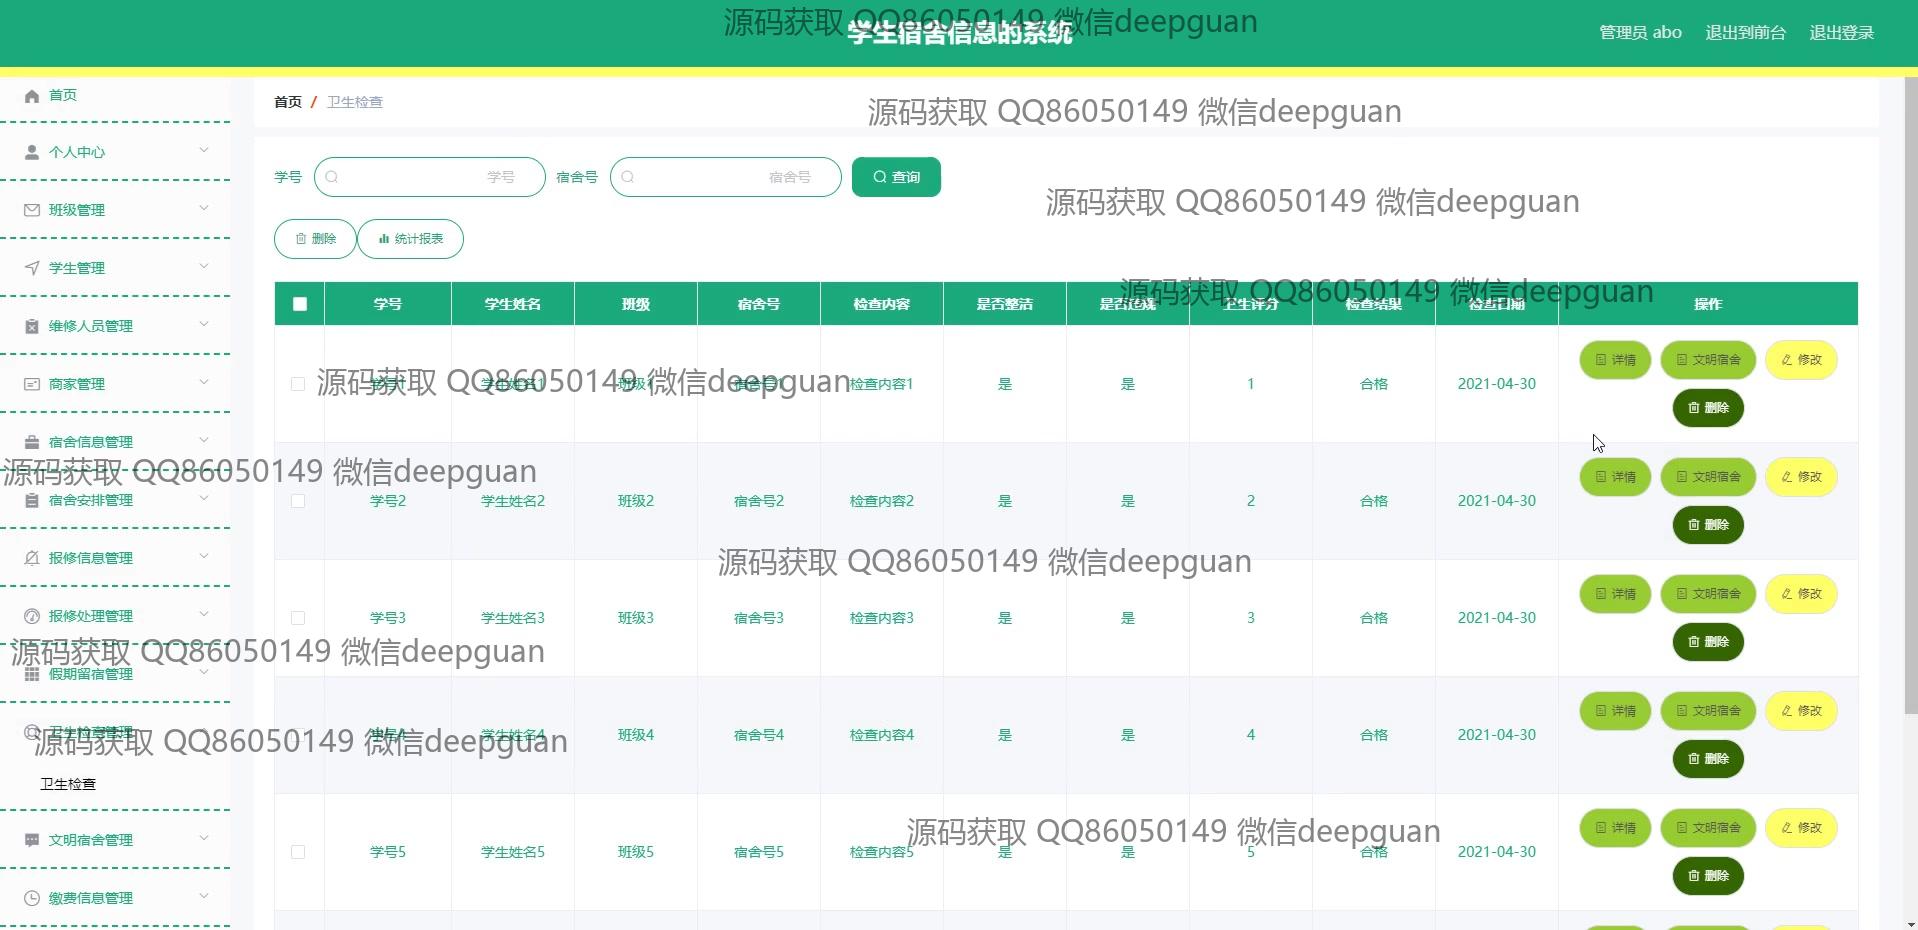 源码获取 QQ86050149 微信deepguan
学生宿舍信息的系统
管理员 abo 退出到前台 退出登录
首页
个人中心
班级管理
学生管理
维修人员管理
商家管理
宿舍信息管理
源码获取 QQ86050149 微信deepguan
宿舍安排管理
报修信息管理
报修处理管理
源码获取 QQ86050149 微信deepguan
假期留宿管理
卫生检查管理
源码获取 QQ86050149 微信deepguan
卫生检查
文明宿舍管理
缴费信息管理
首页 / 卫生检查
源码获取 QQ86050149 微信deepguan
学号 学号 宿舍号 宿舍号 查询
源码获取 QQ86050149 微信deepguan
删除 统计报表
源码获取 QQ86050149 微信deepguan
学号 学生姓名 班级 宿舍号 检查内容 是否整洁 是否违规 卫生评分 检查结果 检查日期 操作
源码获取 QQ86050149 微信deepguan
学号1 学生姓名1 班级1 宿舍号1 检查内容1 是 是 1 合格 2021-04-30 详情 文明宿舍 修改
删除
学号2 学生姓名2 班级2 宿舍号2 检查内容2 是 是 2 合格 2021-04-30 详情 文明宿舍 修改
删除
源码获取 QQ86050149 微信deepguan
学号3 学生姓名3 班级3 宿舍号3 检查内容3 是 是 3 合格 2021-04-30 详情 文明宿舍 修改
删除
学号4 学生姓名4 班级4 宿舍号4 检查内容4 是 是 4 合格 2021-04-30 详情 文明宿舍 修改
删除
源码获取 QQ86050149 微信deepguan
学号5 学生姓名5 班级5 宿舍号5 检查内容5 是 是 5 合格 2021-04-30 详情 文明宿舍 修改
删除